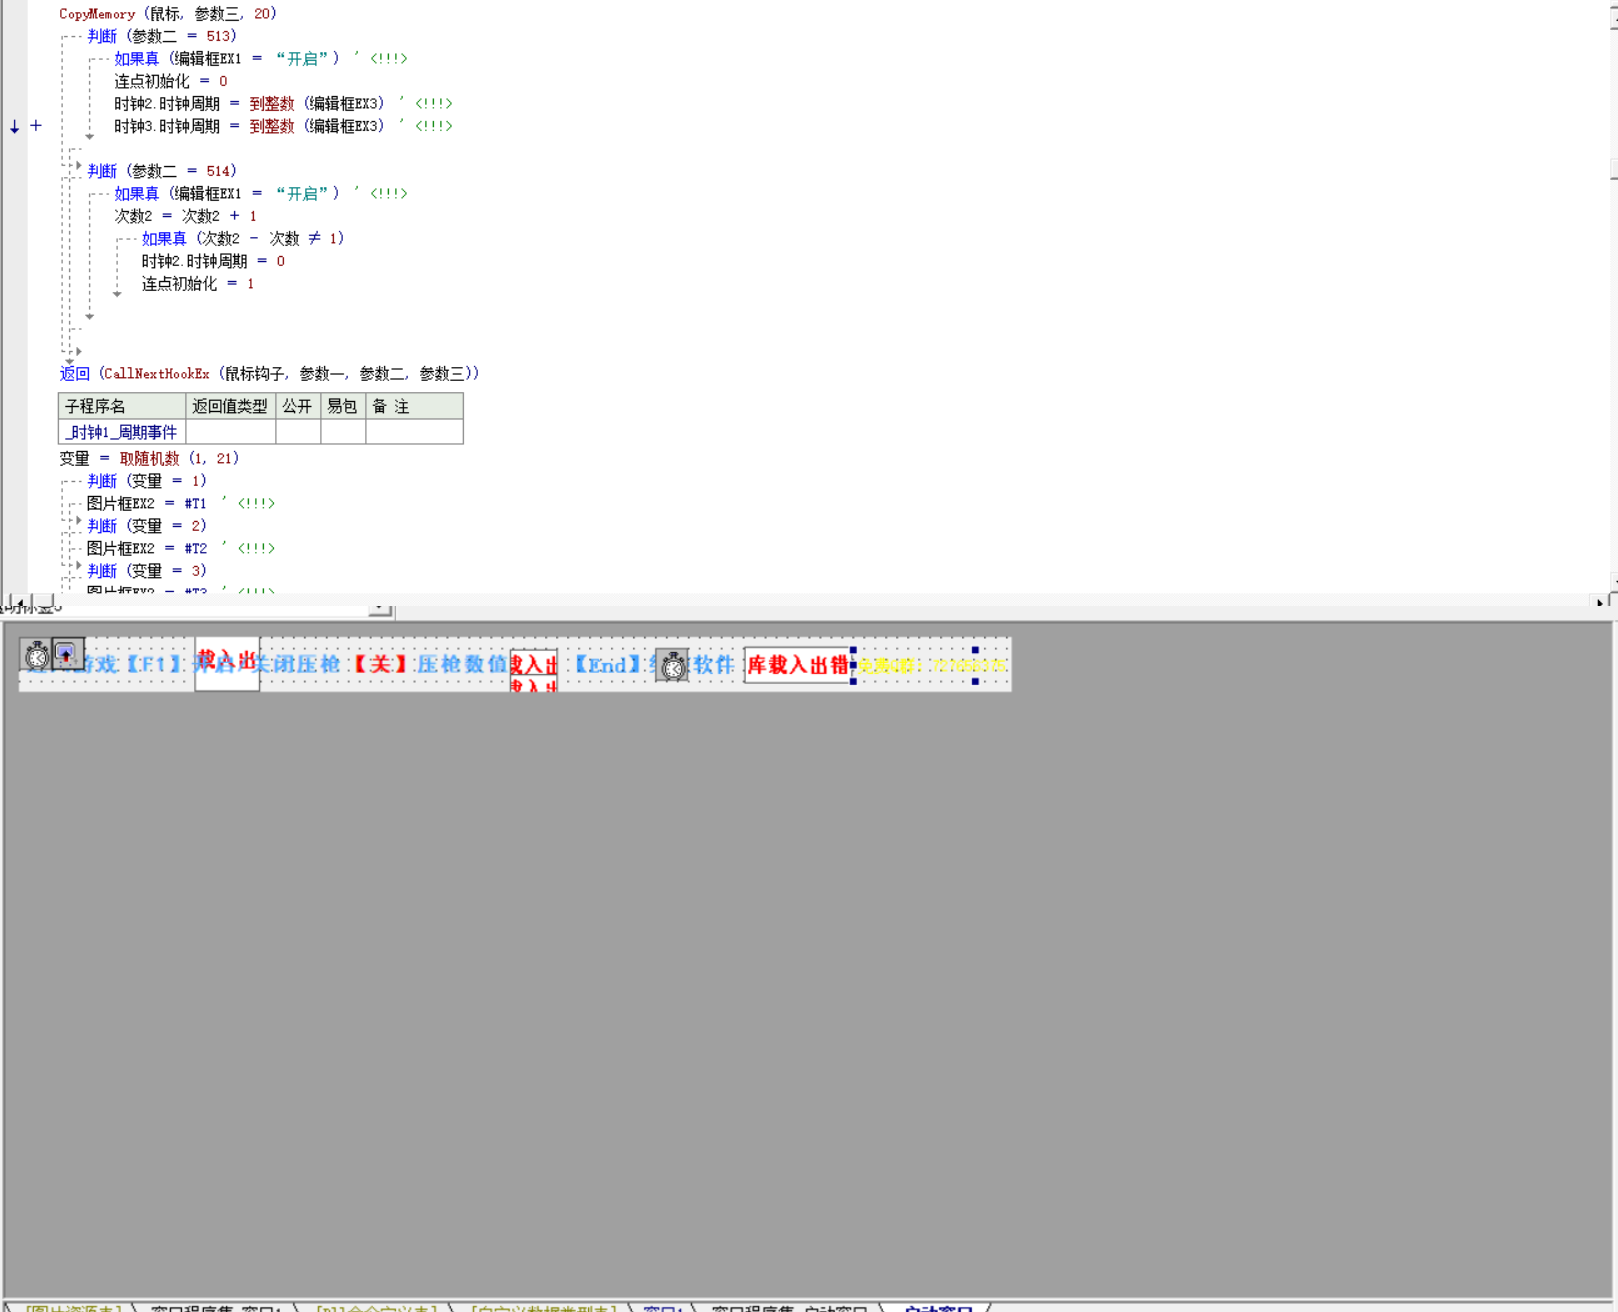 CopyMemory (鼠标, 参数三, 20)
判断 (参数二 = 513)
如果真 (编辑框EX1 = “开启”) ' <!!!>
连点初始化 = 0
时钟2.时钟周期 = 到整数 (编辑框EX3) ' <!!!>
时钟3.时钟周期 = 到整数 (编辑框EX3) ' <!!!>
判断 (参数二 = 514)
如果真 (编辑框EX1 = “开启”) ' <!!!>
次数2 = 次数2 + 1
如果真 (次数2 - 次数 ≠ 1)
时钟2.时钟周期 = 0
连点初始化 = 1
返回 (CallNextHookEx (鼠标钩子, 参数一, 参数二, 参数三))
子程序名 返回值类型 公开 易包 备 注
_时钟1_周期事件
变量 = 取随机数 (1, 21)
判断 (变量 = 1)
图片框EX2 = #T1 ' <!!!>
判断 (变量 = 2)
图片框EX2 = #T2 ' <!!!>
判断 (变量 = 3)
图片框EX2 = #T3 ' <!!!>
游戏【F1】开启/关闭压枪【关】压枪数值 载入出 【End】 软件 库载入出错
载入出
[图片资源表] 窗口程序集_窗口1 [Dll命令定义表] [自定义数据类型表] 窗口1 窗口程序集_启动窗口 _启动窗口